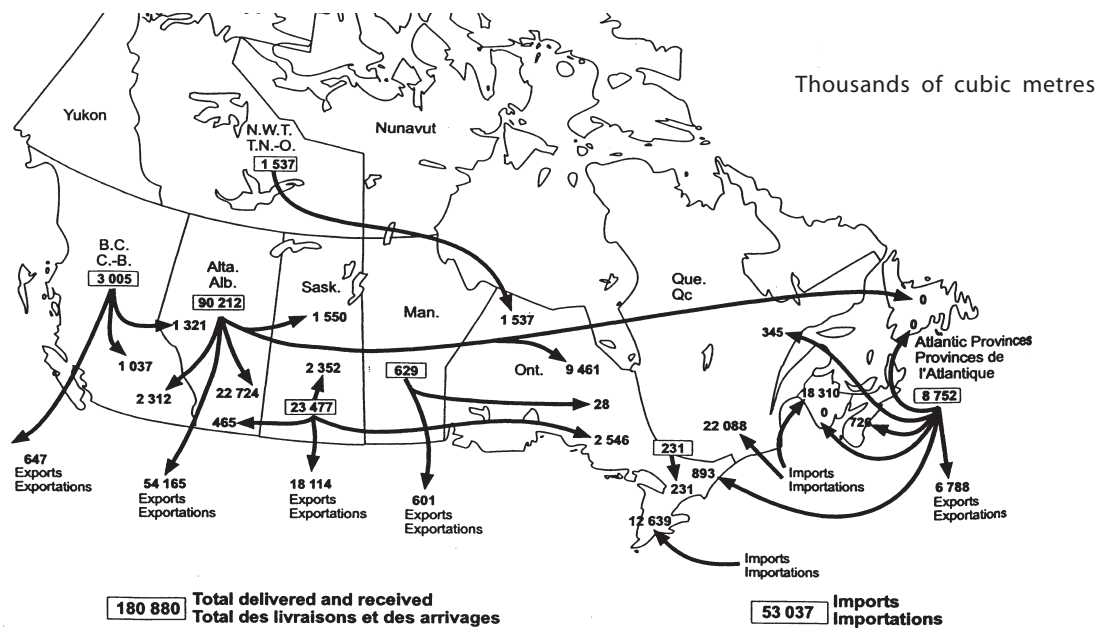 Thousands of cubic metres
Yukon
N.W.T.
T.N.-O.
1 537
Nunavut
B.C.
C.-B.
3 005
Alta.
Alb.
90 212
Sask.
Man.
Que.
Qc
Ont.
1 321
1 550
1 537
1 037
2 312
22 724
2 352
629
9 461
465
23 477
28
2 546
345
0
0
Atlantic Provinces
Provinces de
l'Atlantique
8 752
18 310
0
726
22 088
231
231
893
12 639
647
Exports
Exportations
54 165
Exports
Exportations
18 114
Exports
Exportations
601
Exports
Exportations
Imports
Importations
6 788
Exports
Exportations
Imports
Importations
180 880
Total delivered and received
Total des livraisons et des arrivages
53 037
Imports
Importations